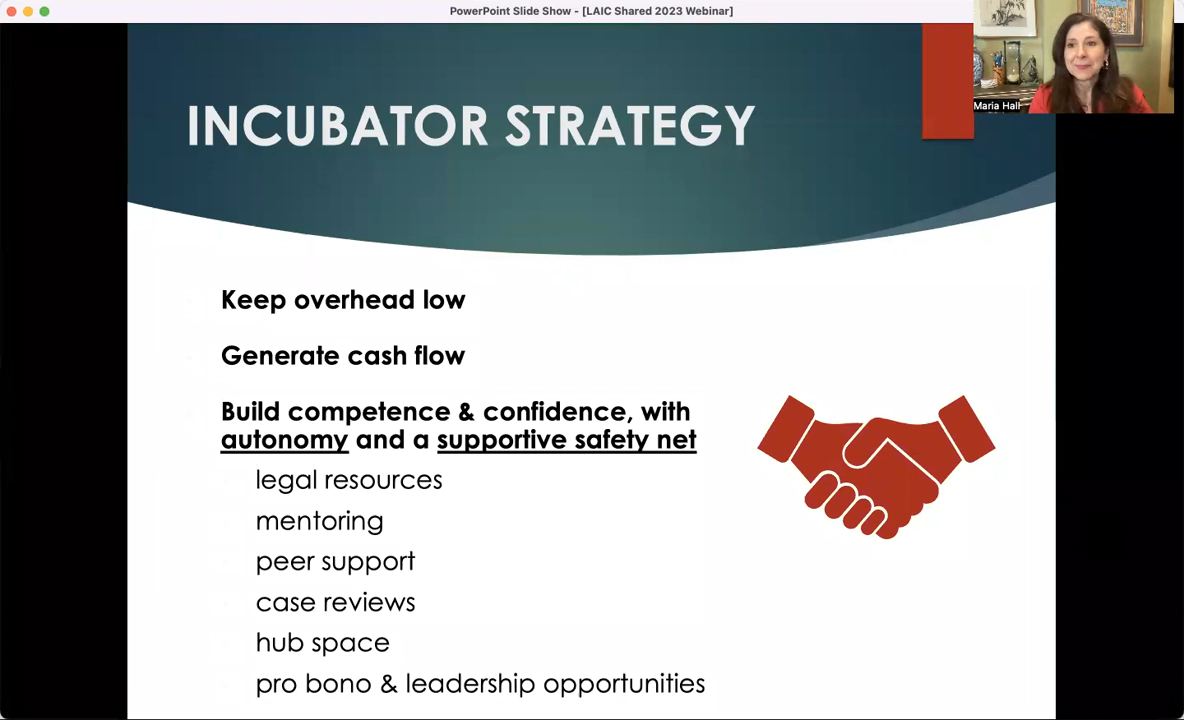 PowerPoint Slide Show - [LAIC Shared 2023 Webinar]
Maria Hall
INCUBATOR STRATEGY
Keep overhead low
Generate cash flow
Build competence & confidence, with
autonomy and a supportive safety net
legal resources
mentoring
peer support
case reviews
hub space
pro bono & leadership opportunities